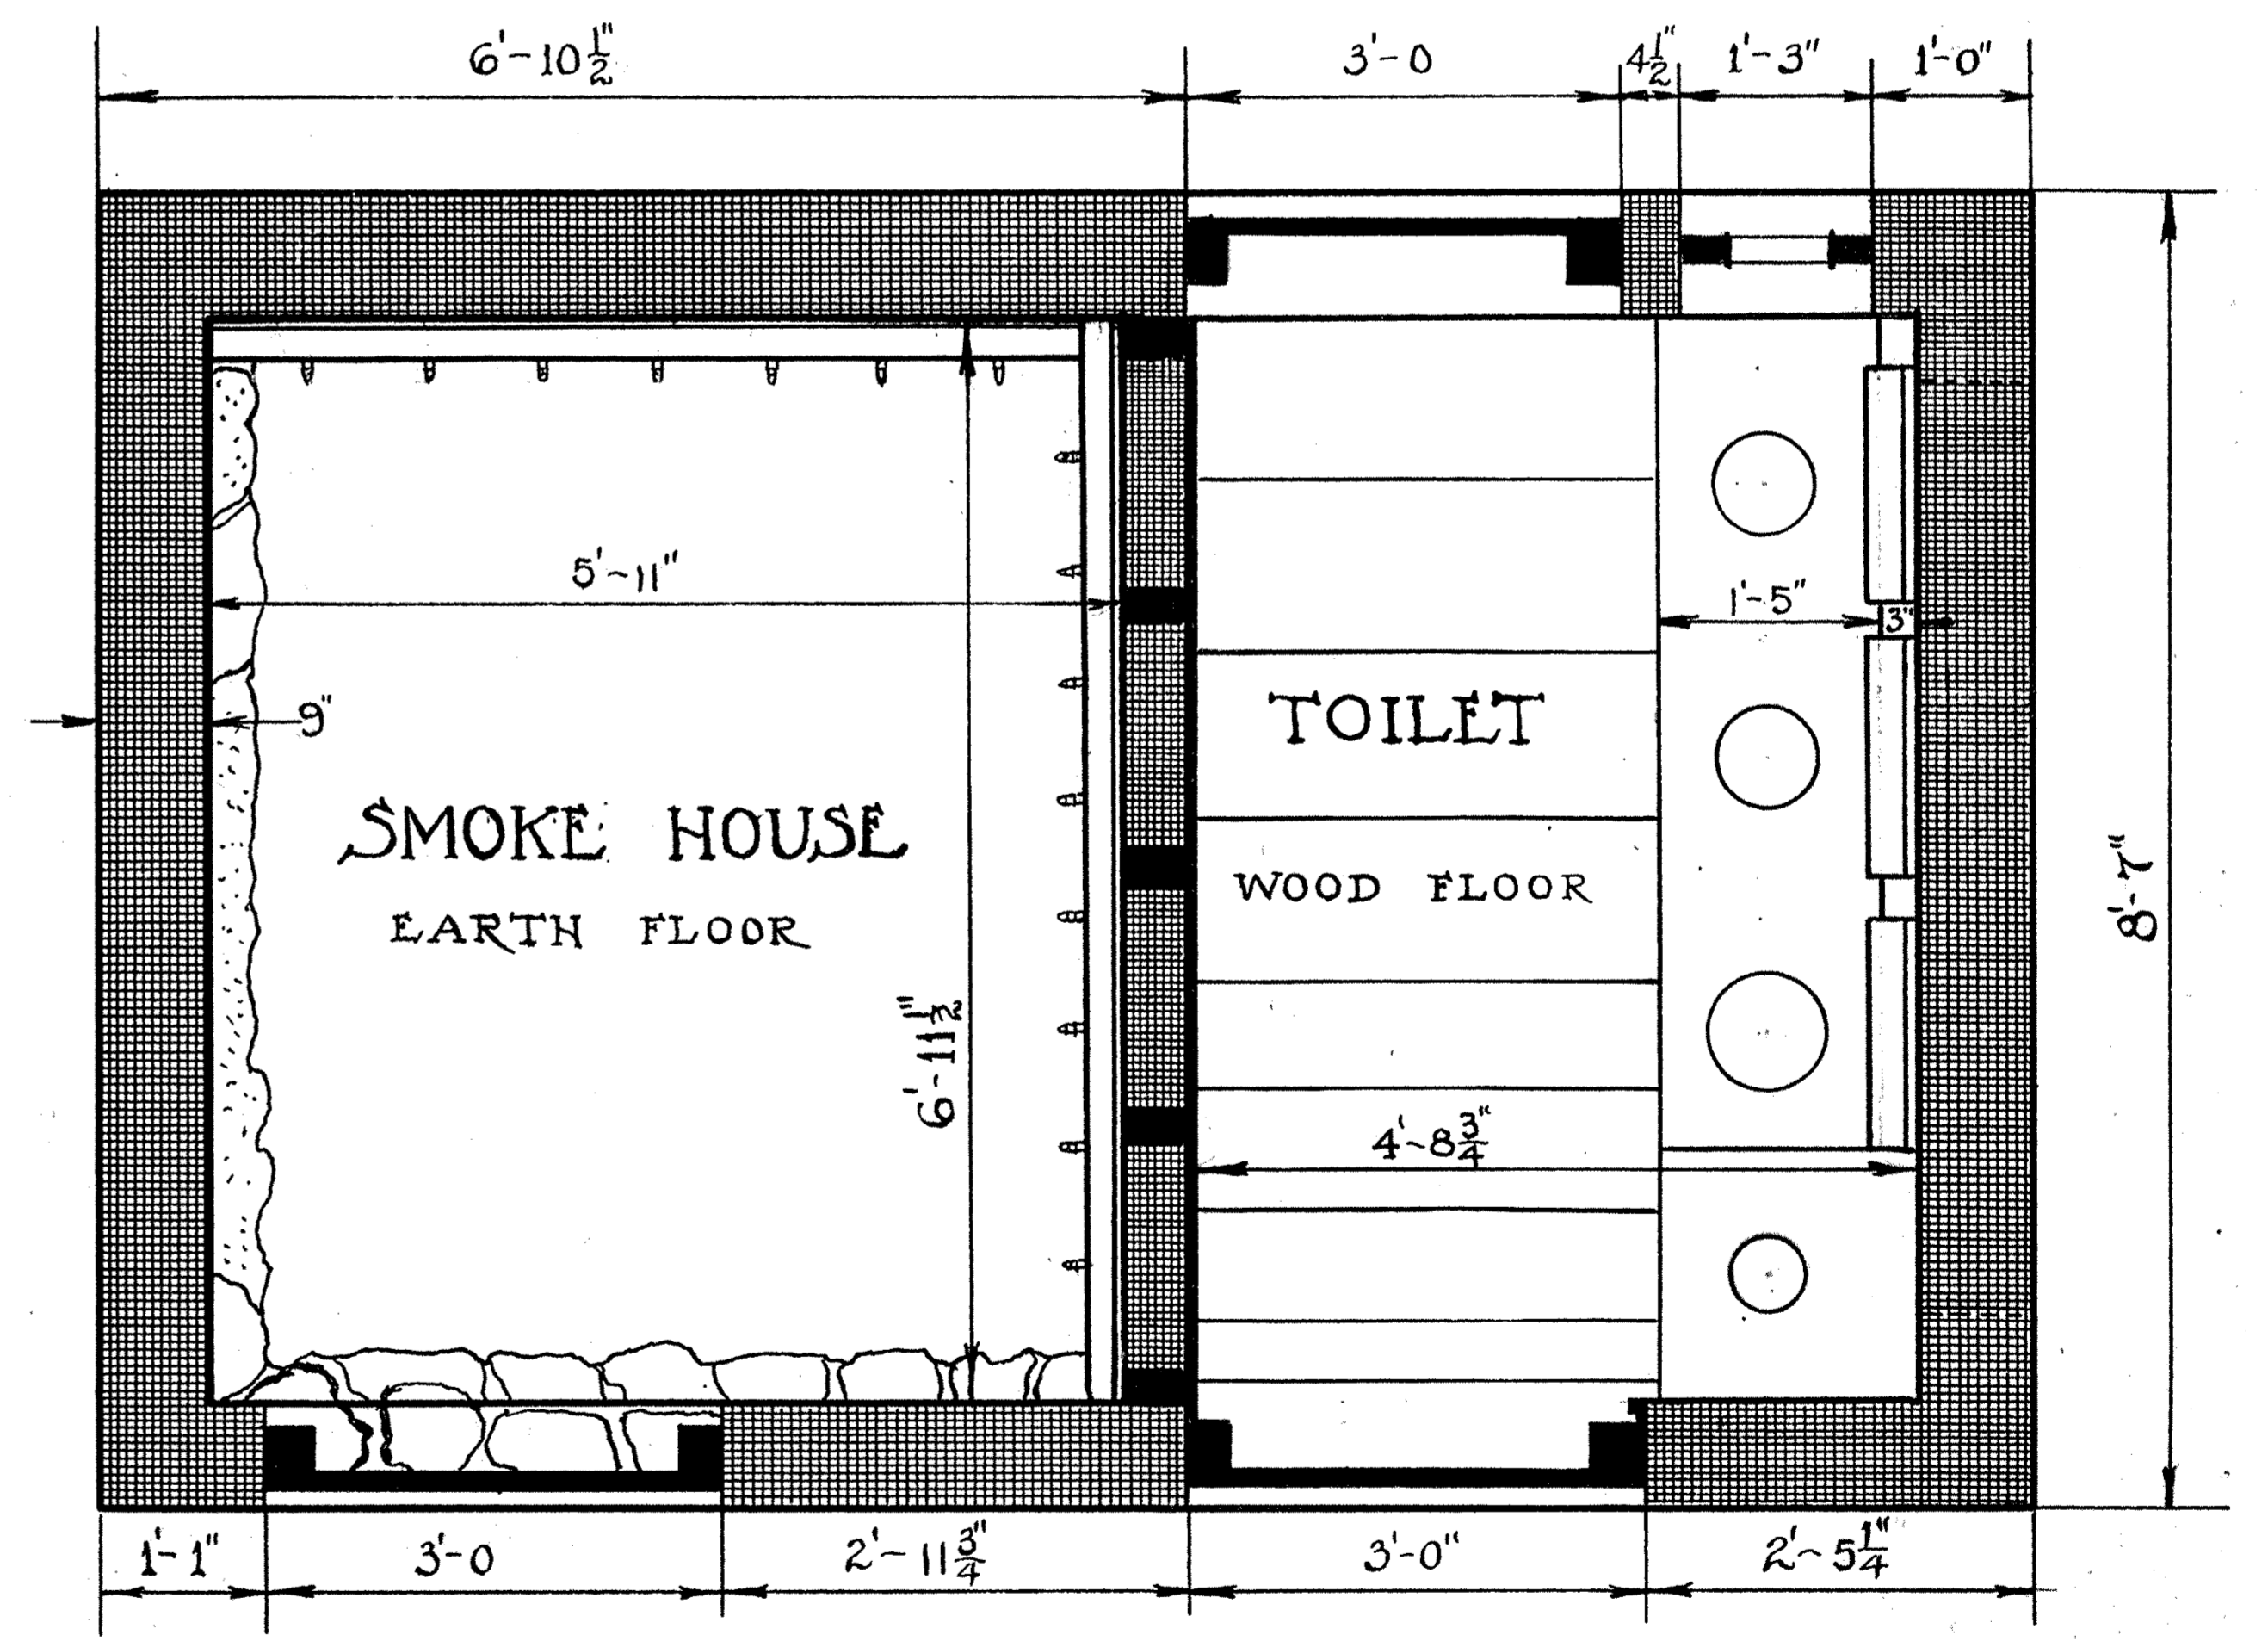 6'-10 1/2" 3'-0 4 1/2" 1'-3" 1'-0"
5'-11"
1'-5" 3"
9"
TOILET
SMOKE HOUSE
WOOD FLOOR
EARTH FLOOR
8'-7"
6'-11 1/2"
4'-8 3/4"
1'-1" 3'-0 2'-11 3/4" 3'-0" 2'-5 1/4"